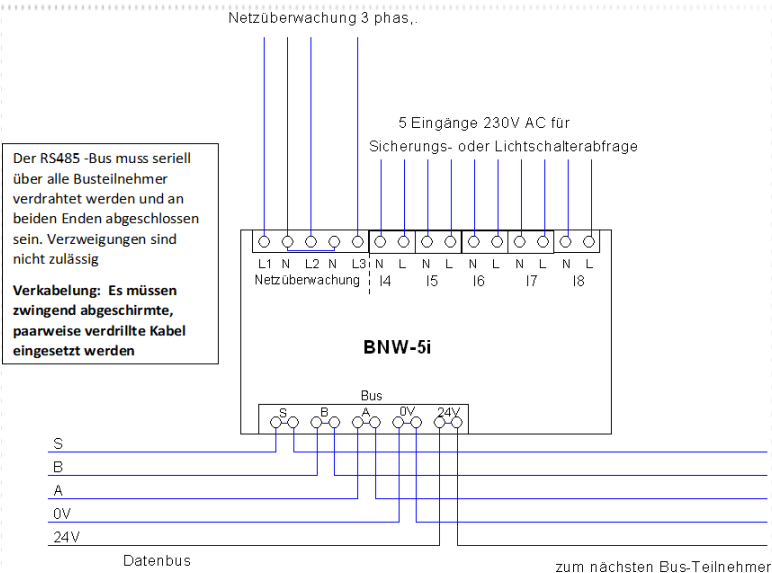 Netzüberwachung 3 phas,.
5 Eingänge 230V AC für
Sicherungs- oder Lichtschalterabfrage
Der RS485 -Bus muss seriell
über alle Busteilnehmer
verdrahtet werden und an
beiden Enden abgeschlossen
sein. Verzweigungen sind
nicht zulässig
Verkabelung: Es müssen
zwingend abgeschirmte,
paarweise verdrillte Kabel
eingesetzt werden
L1 N L2 N L3 N L N L N L N L N L
Netzüberwachung I4 I5 I6 I7 I8
BNW-5i
Bus
S B A 0V 24V
S
B
A
0V
24V
Datenbus
zum nächsten Bus-Teilnehmer